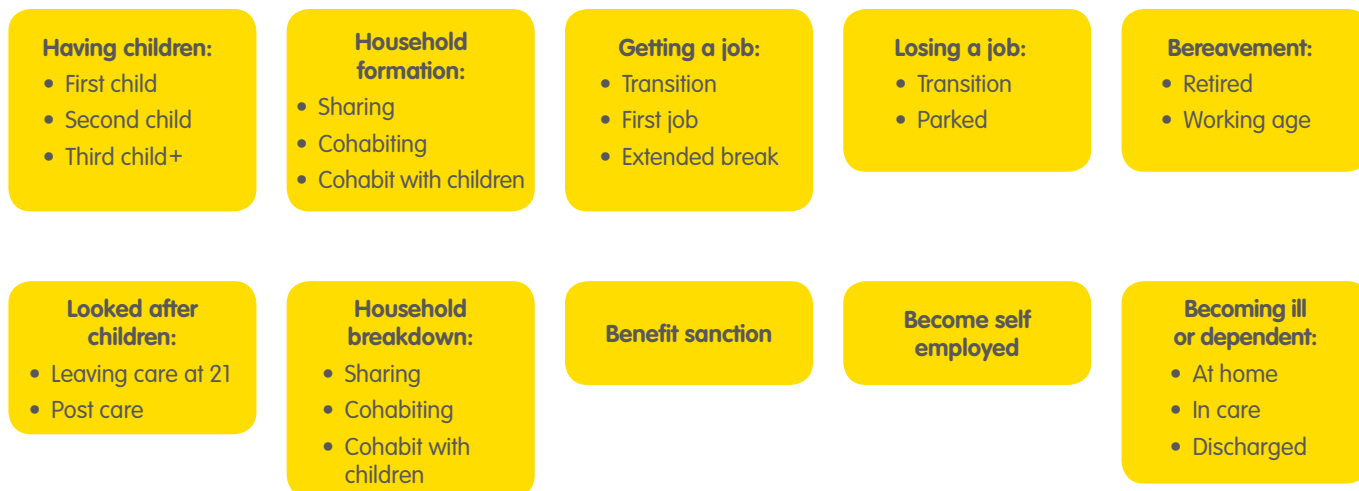 Having children:
• First child
• Second child
• Third child+
Household
formation:
• Sharing
• Cohabiting
• Cohabit with children
Getting a job:
• Transition
• First job
• Extended break
Losing a job:
• Transition
• Parked
Bereavement:
• Retired
• Working age
Looked after
children:
• Leaving care at 21
• Post care
Household
breakdown:
• Sharing
• Cohabiting
• Cohabit with
children
Benefit sanction
Become self
employed
Becoming ill
or dependent:
• At home
• In care
• Discharged